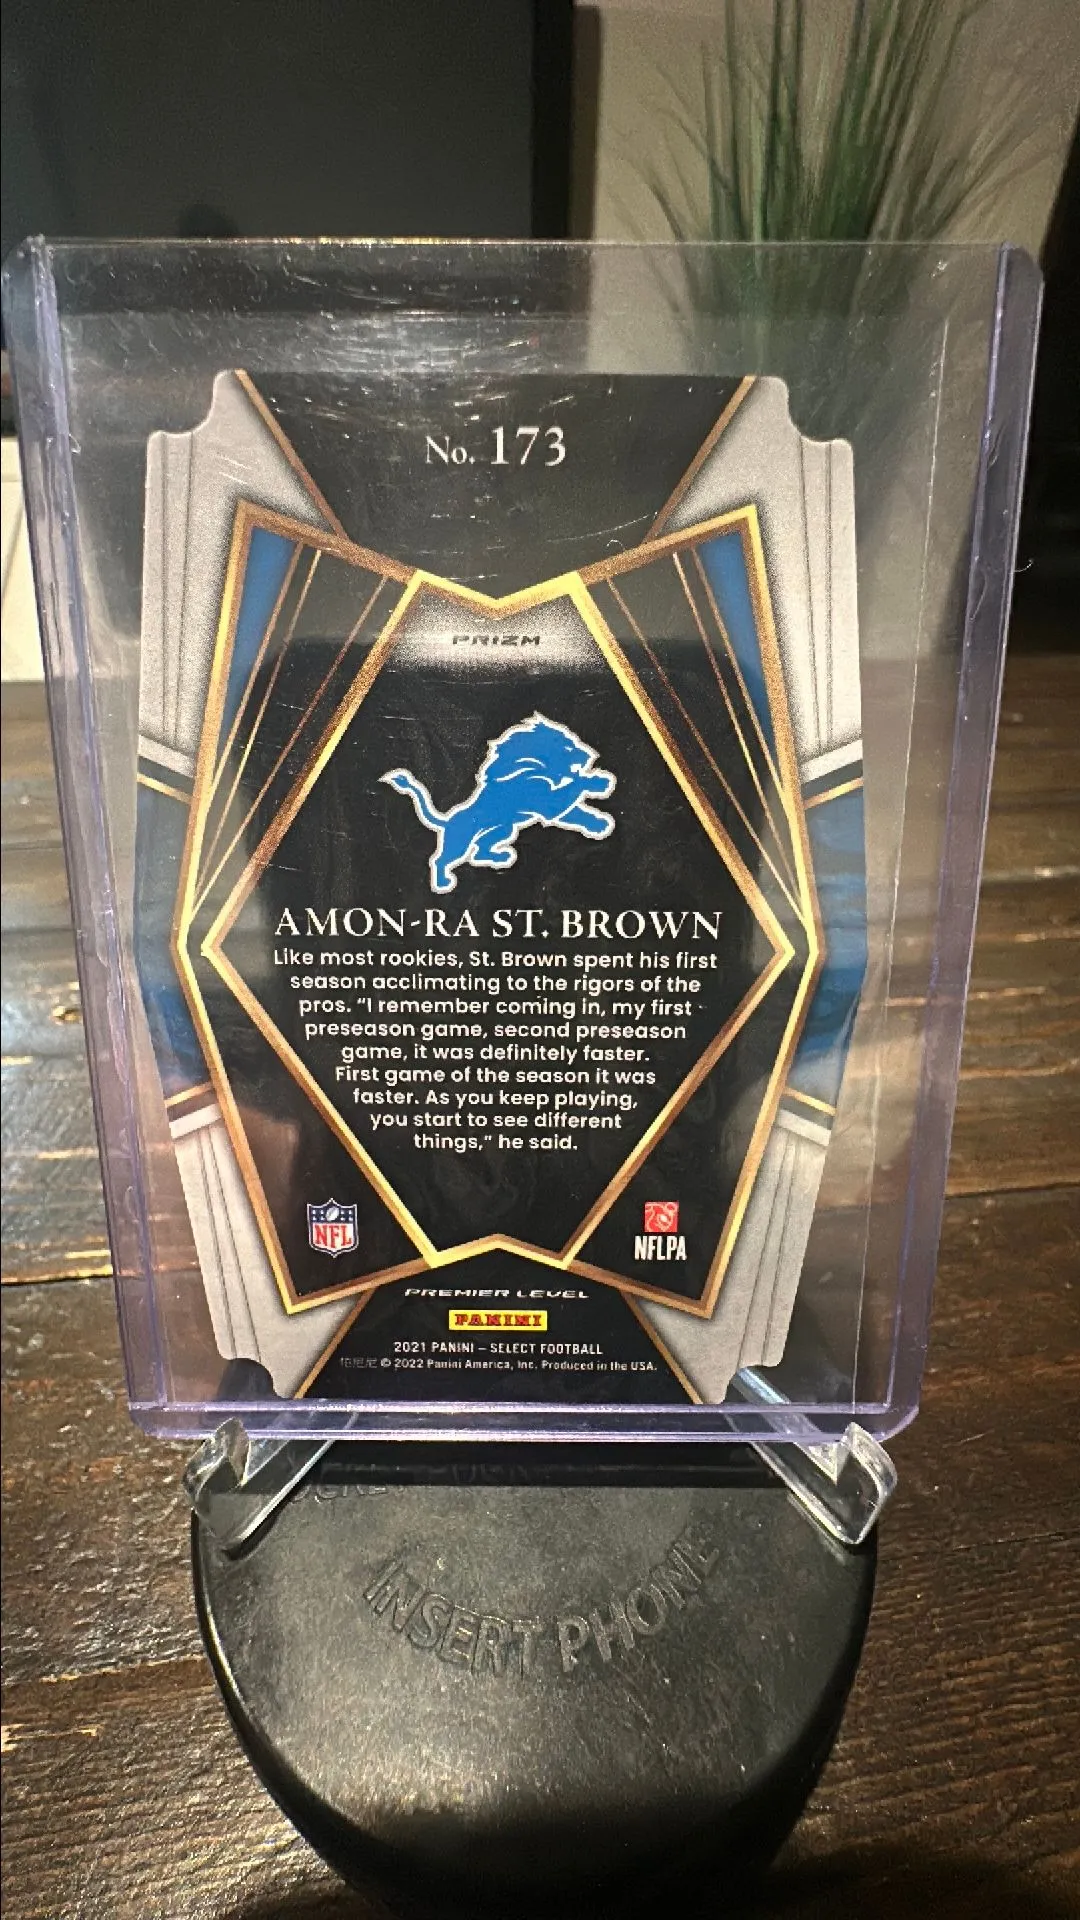 No. 173
PRIZM
AMON-RA ST. BROWN
Like most rookies, St. Brown spent his first
season acclimating to the rigors of the
pros. “I remember coming in, my first
preseason game, second preseason
game, it was definitely faster.
First game of the season it was
faster. As you keep playing,
you start to see different
things,” he said.
NFL
NFLPA
PREMIER LEVEL
PANINI
2021 PANINI – SELECT FOOTBALL
© 2022 Panini America, Inc. Produced in the USA.
INSERT PHONE